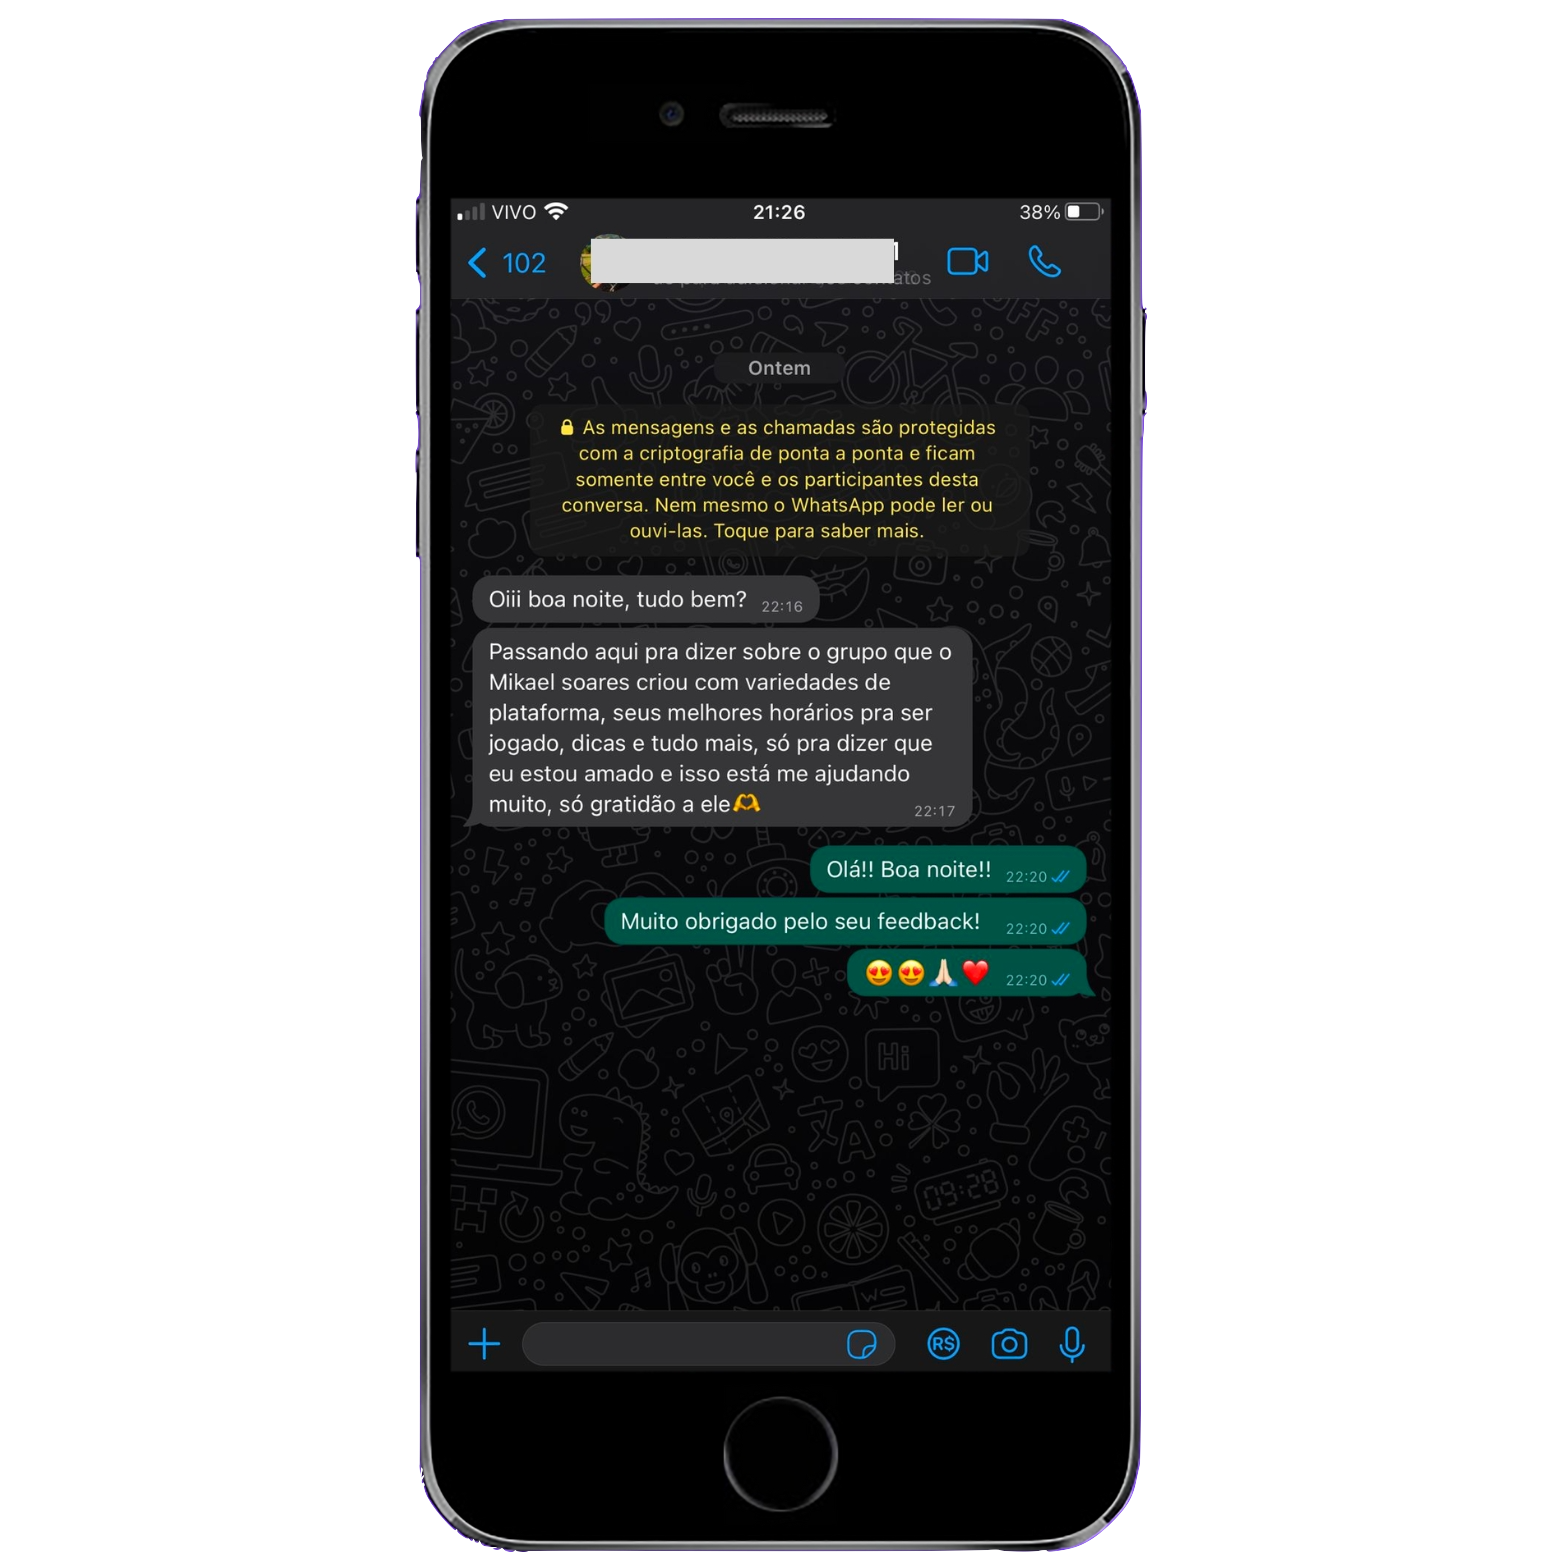 VIVO 21:26 38%
102
atos
Ontem
As mensagens e as chamadas são protegidas
com a criptografia de ponta a ponta e ficam
somente entre você e os participantes desta
conversa. Nem mesmo o WhatsApp pode ler ou
ouvi-las. Toque para saber mais.
Oiii boa noite, tudo bem? 22:16
Passando aqui pra dizer sobre o grupo que o
Mikael soares criou com variedades de
plataforma, seus melhores horários pra ser
jogado, dicas e tudo mais, só pra dizer que
eu estou amado e isso está me ajudando
muito, só gratidão a ele🫶 22:17
Olá!! Boa noite!! 22:20
Muito obrigado pelo seu feedback! 22:20
😍😍🙏🏻❤️ 22:20
Hi
09:28
R$